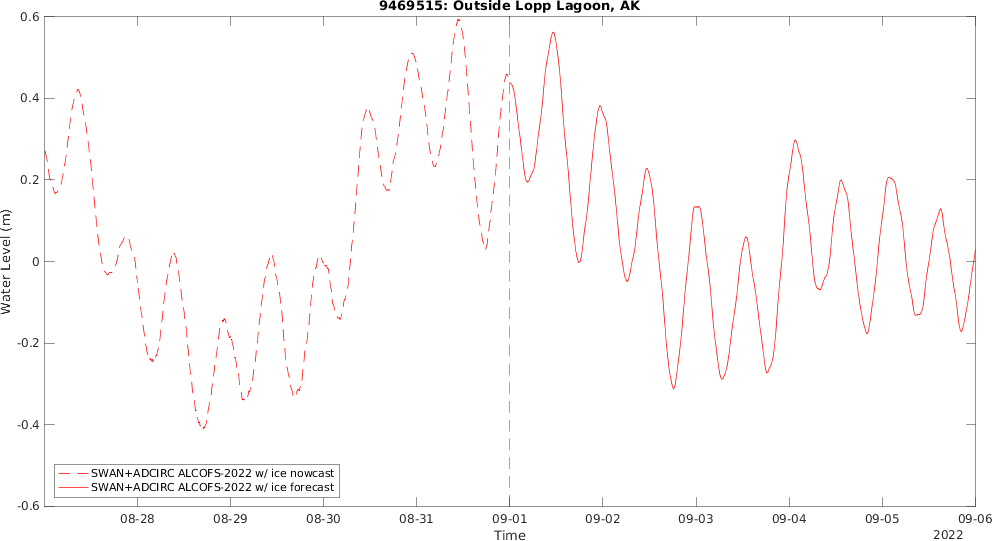 9469515: Outside Lopp Lagoon, AK
0.6
0.4
0.2
0
-0.2
-0.4
-0.6
Water Level (m)
SWAN+ADCIRC ALCOFS-2022 w/ ice nowcast
SWAN+ADCIRC ALCOFS-2022 w/ ice forecast
08-28 08-29 08-30 08-31 09-01 09-02 09-03 09-04 09-05 09-06
Time
2022